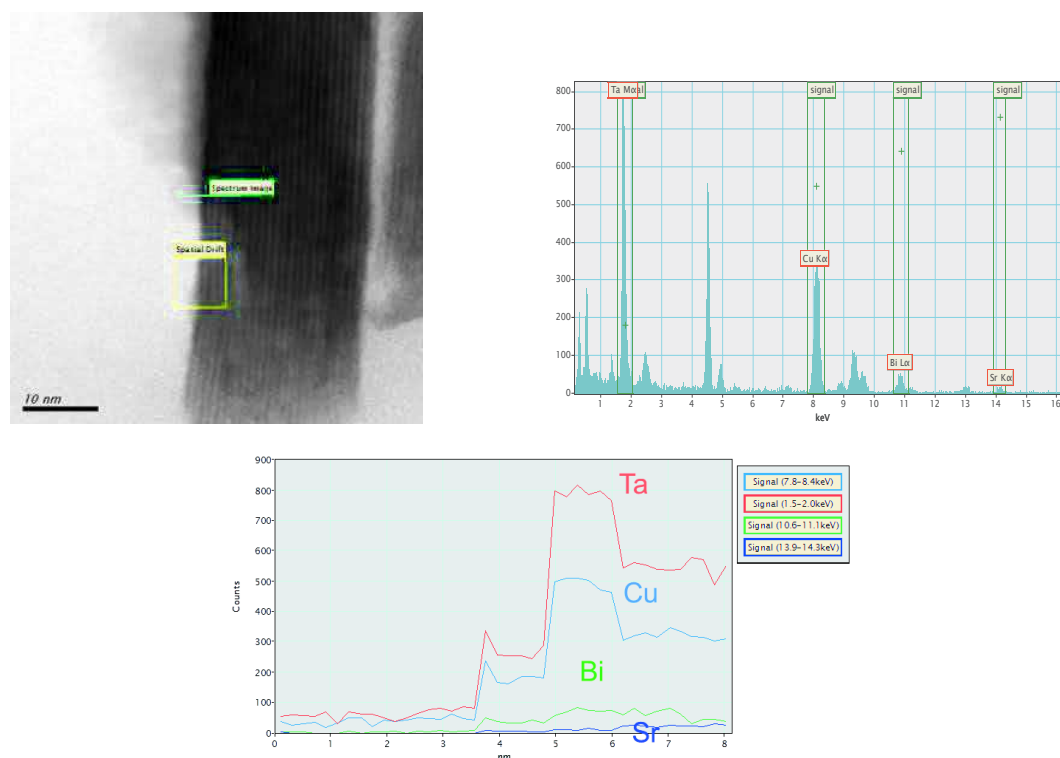 Spectrum Image
Spatial Drift
10 nm
800
700
600
500
400
300
200
100
0
Ta Mα
al
signal
signal
signal
Cu Kα
Bi Lα
Sr Kα
1 2 3 4 5 6 7 8 9 10 11 12 13 14 15 16
keV
900
800
700
600
500
400
300
200
100
0
Counts
Ta
Cu
Bi
Sr
0 1 2 3 4 5 6 7 8
nm
Signal (7.8-8.4keV)
Signal (1.5-2.0keV)
Signal (10.6-11.1keV)
Signal (13.9-14.3keV)